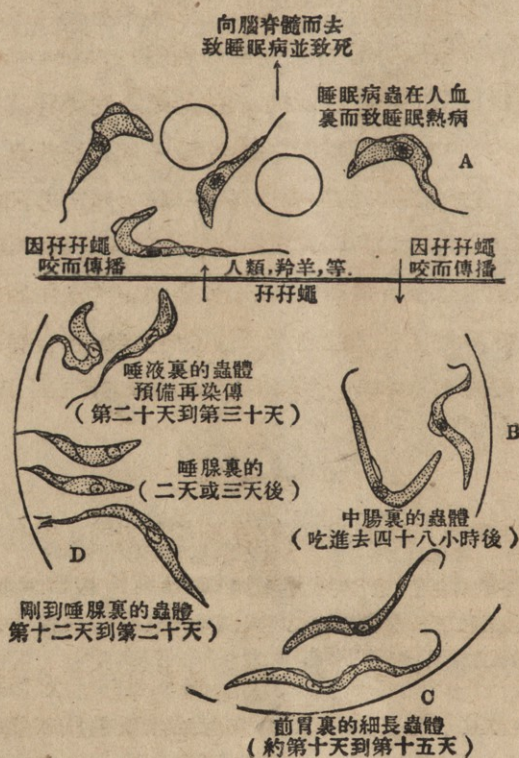 向腦脊髓而去
致睡眠病並致死
睡眠病蟲在人血
裏而致睡眠熱病
A
因孖孖蠅
咬而傳播
人類,羚羊,等.
因孖孖蠅
咬而傳播
孖孖蠅
唾液裏的蟲體
預備再染傳
(第二十天到第三十天)
B
唾腺裏的
(二天或三天後)
中腸裏的蟲體
(吃進去四十八小時後)
D
剛到唾腺裏的蟲體
第十二天到第二十天)
C
前胃裏的細長蟲體
(約第十天到第十五天)